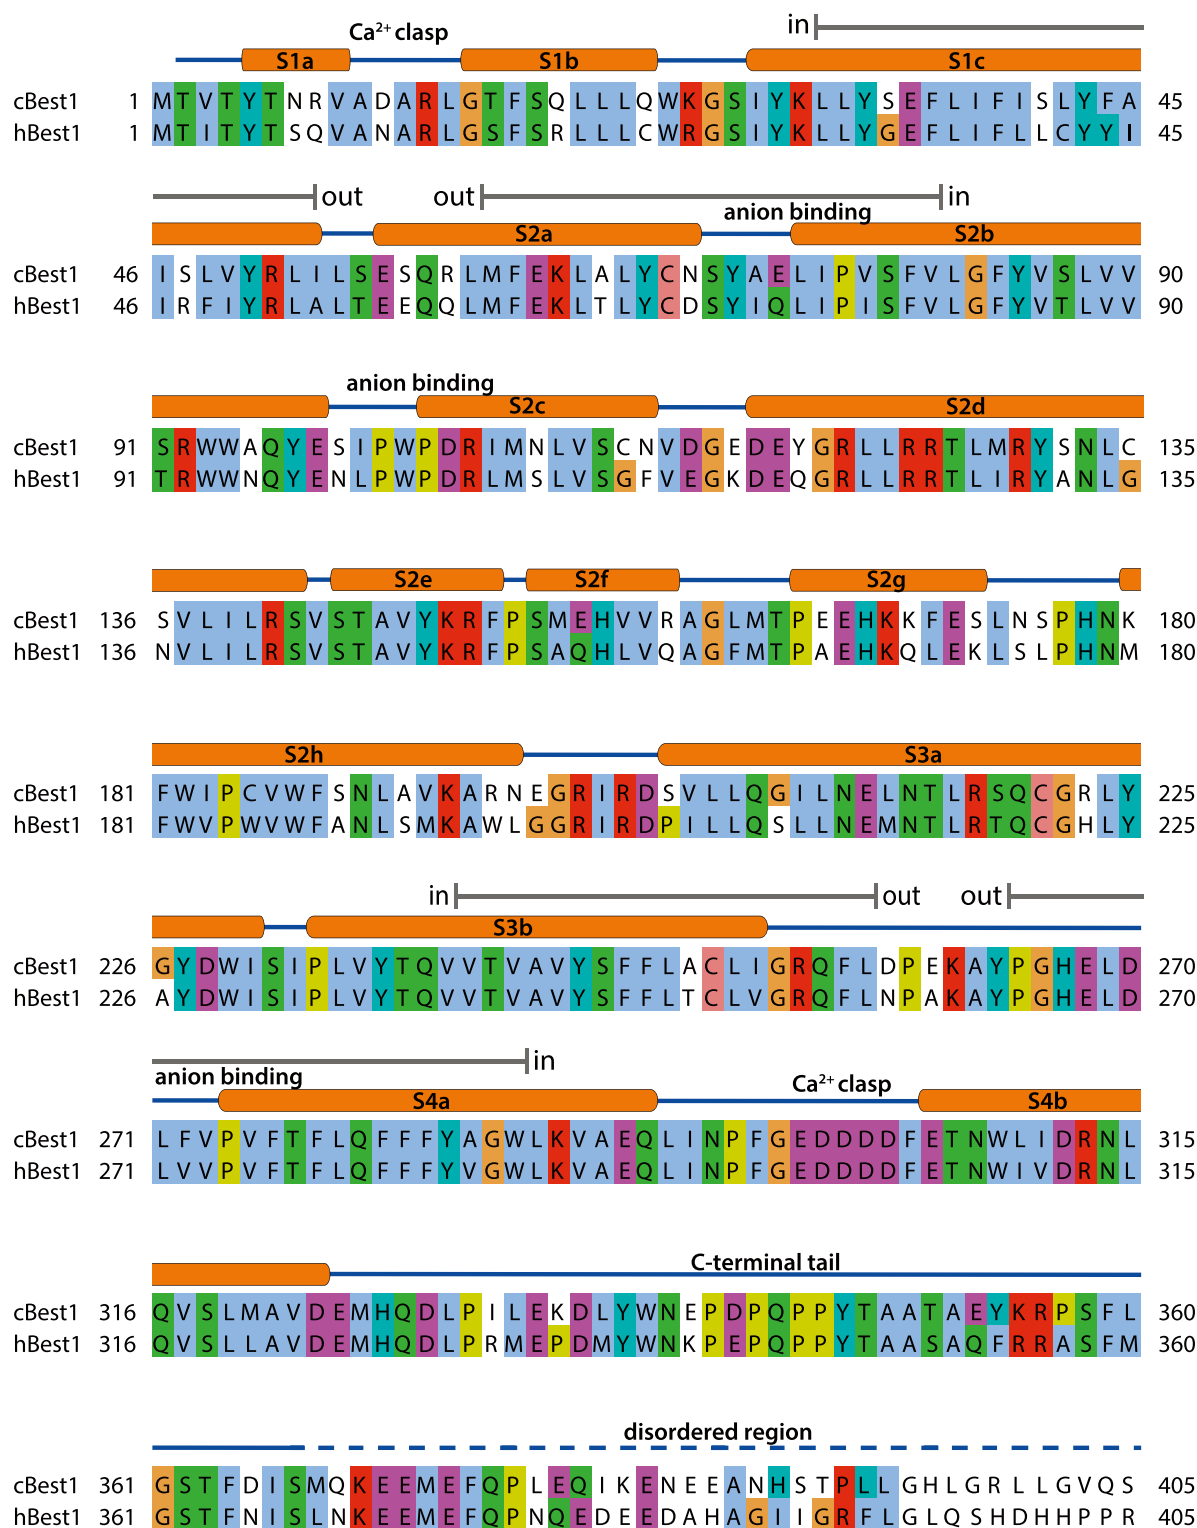 Ca²⁺ clasp in
S1a S1b S1c
cBest1 1 MTVTYTNRVADARLGTFSQLLLQWKGSIYKLLYSEFLIFISLYFA 45
hBest1 1 MTITYTSQVANARLGSFSRLLLCWRGSIYKLLYGEFLIFLLCYYI 45
out out in
anion binding
S2a S2b
cBest1 46 ISLVYRLILSESQRLMFEKLALYCNSYAELIPVSFVLGFYVSLVV 90
hBest1 46 IRFIYRLALTEEQQLMFEKLTLYCDSYIQLIPISFVLGFYVTLVV 90
anion binding
S2c S2d
cBest1 91 SRWWAQYESIPWPDRIMNLVSCNVDGEDEYGRLLRRTLMRYSNLC 135
hBest1 91 TRWWNQYENLPWPDRLMSLVSGFVEGKDEQGRLLRRTLIRYANLG 135
S2e S2f S2g
cBest1 136 SVLILRSVSTAVYKRFPSMEHVVRAGLMTPEEHKKFESLNSPHNK 180
hBest1 136 NVLILRSVSTAVYKRFPSAQHLVQAGFMTPAEHKQLEKLSLPHNM 180
S2h S3a
cBest1 181 FWIPCVWFSNLAVKARNEGRIRDSVLLQGILNELNTLRSQCGRLY 225
hBest1 181 FWVPWVWFANLSMKAWLGGRIRDPILLQSLLNEMNTLRTQCGHLY 225
in out out
S3b
cBest1 226 GYDWISIPLVYTQVVTVAVYSFFLACLIGRQFLDPEKAYPGHELD 270
hBest1 226 AYDWISIPLVYTQVVTVAVYSFFLTCLVGRQFLNPAKAYPGHELD 270
in
anion binding Ca²⁺ clasp
S4a S4b
cBest1 271 LFVPVFTFLQFFFYAGWLKVAEQLINPFGEDDDDFETNWLIDRNL 315
hBest1 271 LVVPVFTFLQFFFYVGWLKVAEQLINPFGEDDDDFETNWIVDRNL 315
C-terminal tail
cBest1 316 QVSLMAVDEMHQDLPILEKDLYWNEPDPQPPYTAATAEYKRPSFL 360
hBest1 316 QVSLLAVDEMHQDLPRMEPDMYWNKPEPQPPYTAASAQFRRASFM 360
disordered region
cBest1 361 GSTFDISMQKEEMEFQPLEQIKENEEANHSTPLLGHLGRLLGVQS 405
hBest1 361 GSTFNISLNKEEMEFQPNQEDEEDAHAGIIGRFLGLQSHDHHPPR 405